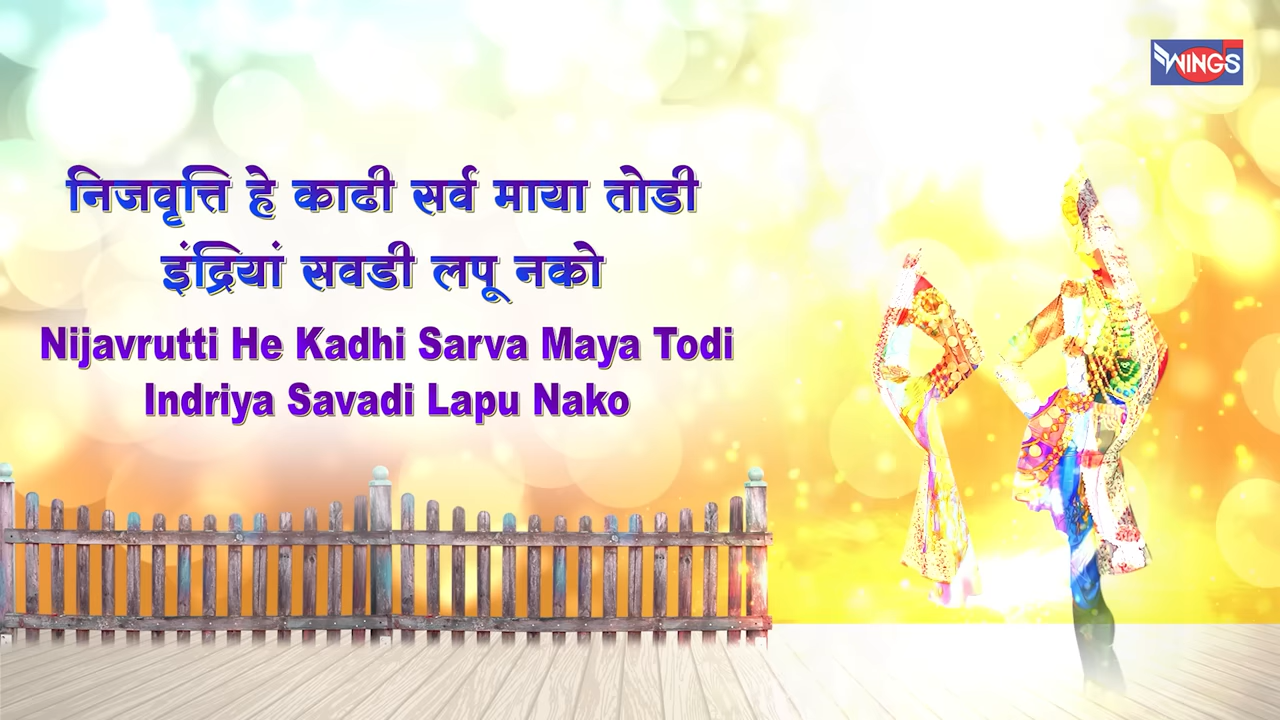 WINGS
निजवृत्ति हे काढी सर्व माया तोडी
इंद्रियां सवडी लपू नको
Nijavrutti He Kadhi Sarva Maya Todi
Indriya Savadi Lapu Nako